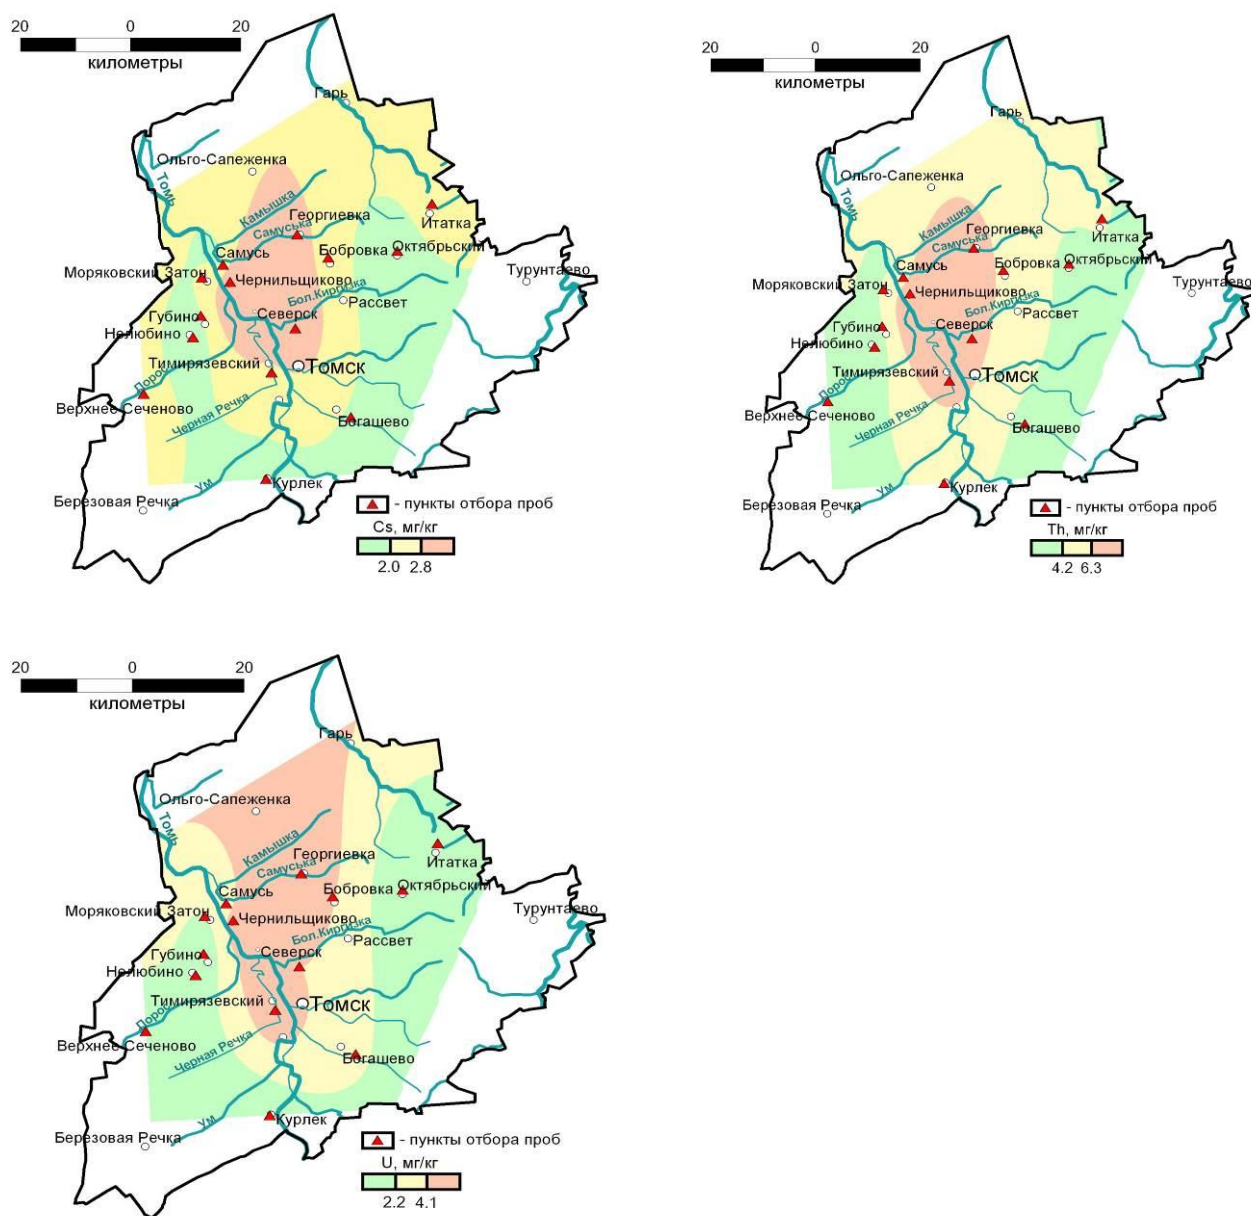 20 0 20
километры
Гарь
Ольго-Сапеженка
Томь
Камышка
Георгиевка
Самуська
Итатка
Самусь
Бобровка
Октябрьский
Моряковский Затон
Чернильщиково
Турунтаево
Бол.Киргизка
Рассвет
Губино
Северск
Нелюбино
Тимирязевский
Томск
Порос
Верхнее Сеченово
Черная Речка
Богашево
Ум
Курлек
Березовая Речка
- пункты отбора проб
Cs, мг/кг
2.0 2.8
20 0 20
километры
Гарь
Ольго-Сапеженка
Томь
Камышка
Георгиевка
Самуська
Итатка
Самусь
Бобровка
Октябрьский
Моряковский Затон
Чернильщиково
Турунтаево
Бол.Киргизка
Рассвет
Губино
Северск
Нелюбино
Тимирязевский
Томск
Порос
Верхнее Сеченово
Черная Речка
Богашево
Ум
Курлек
Березовая Речка
- пункты отбора проб
Th, мг/кг
4.2 6.3
20 0 20
километры
Гарь
Ольго-Сапеженка
Томь
Камышка
Георгиевка
Самуська
Итатка
Самусь
Бобровка
Октябрьский
Моряковский Затон
Чернильщиково
Турунтаево
Бол.Киргизка
Рассвет
Губино
Северск
Нелюбино
Тимирязевский
Томск
Порос
Верхнее Сеченово
Черная Речка
Богашево
Ум
Курлек
Березовая Речка
- пункты отбора проб
U, мг/кг
2.2 4.1